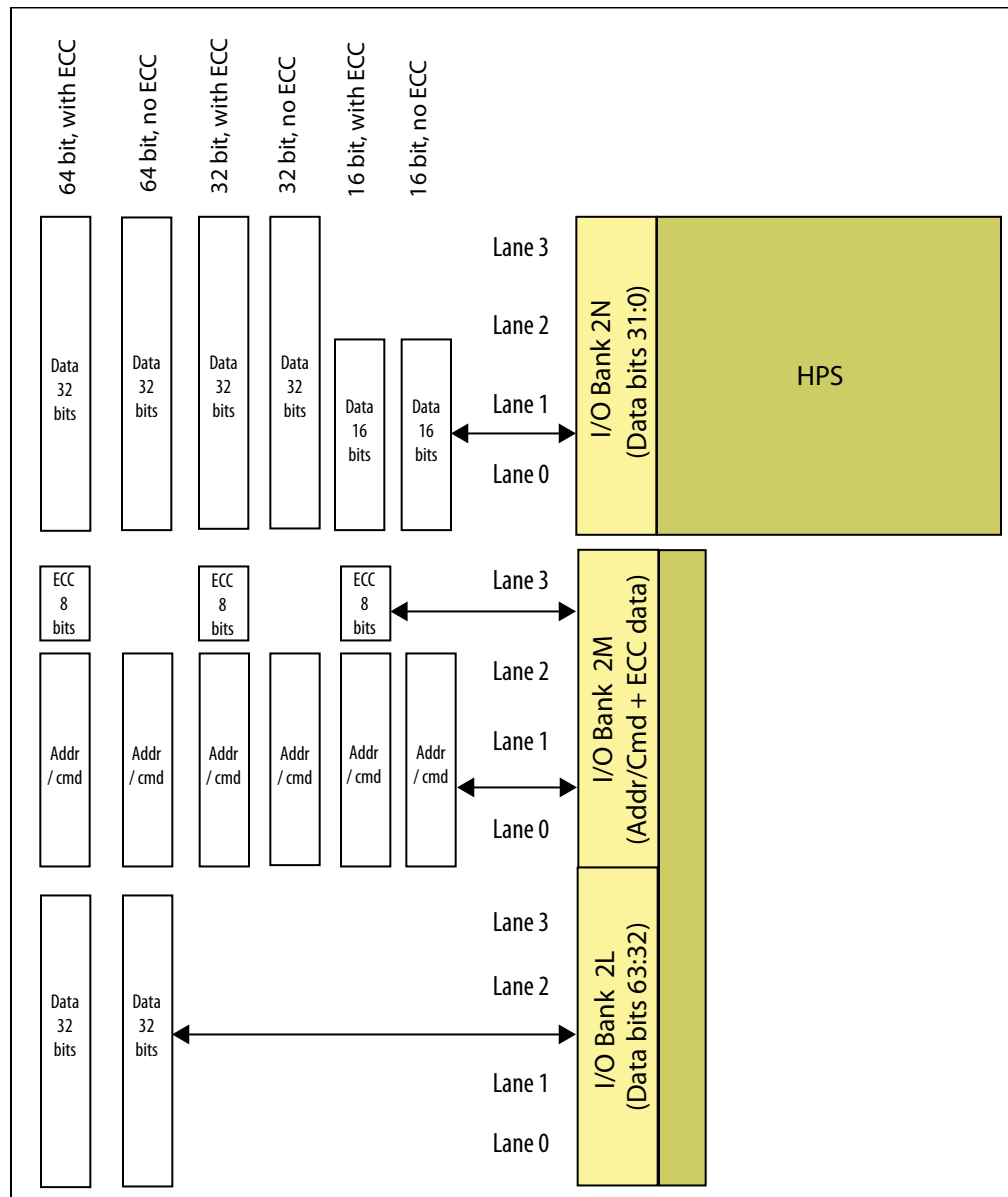 64 bit, with ECC
64 bit, no ECC
32 bit, with ECC
32 bit, no ECC
16 bit, with ECC
16 bit, no ECC
Data
32
bits
Data
32
bits
Data
32
bits
Data
32
bits
Data
16
bits
Data
16
bits
Lane 3
Lane 2
Lane 1
Lane 0
I/O Bank 2N
(Data bits 31:0)
HPS
ECC
8
bits
ECC
8
bits
ECC
8
bits
Addr
/ cmd
Addr
/ cmd
Addr
/ cmd
Addr
/ cmd
Addr
/ cmd
Addr
/ cmd
Lane 3
Lane 2
Lane 1
Lane 0
I/O Bank 2M
(Addr/Cmd + ECC data)
Data
32
bits
Data
32
bits
Lane 3
Lane 2
Lane 1
Lane 0
I/O Bank 2L
(Data bits 63:32)